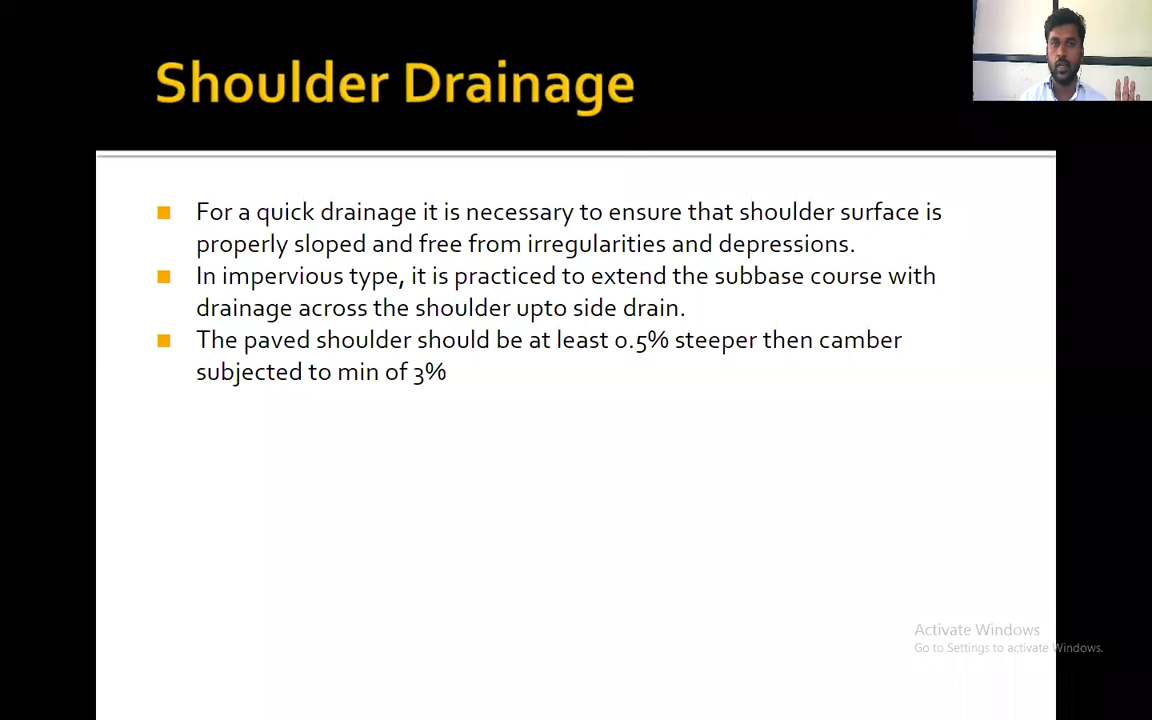 Shoulder Drainage
For a quick drainage it is necessary to ensure that shoulder surface is
properly sloped and free from irregularities and depressions.
In impervious type, it is practiced to extend the subbase course with
drainage across the shoulder upto side drain.
The paved shoulder should be at least 0.5% steeper then camber
subjected to min of 3%
Activate Windows
Go to Settings to activate Windows.